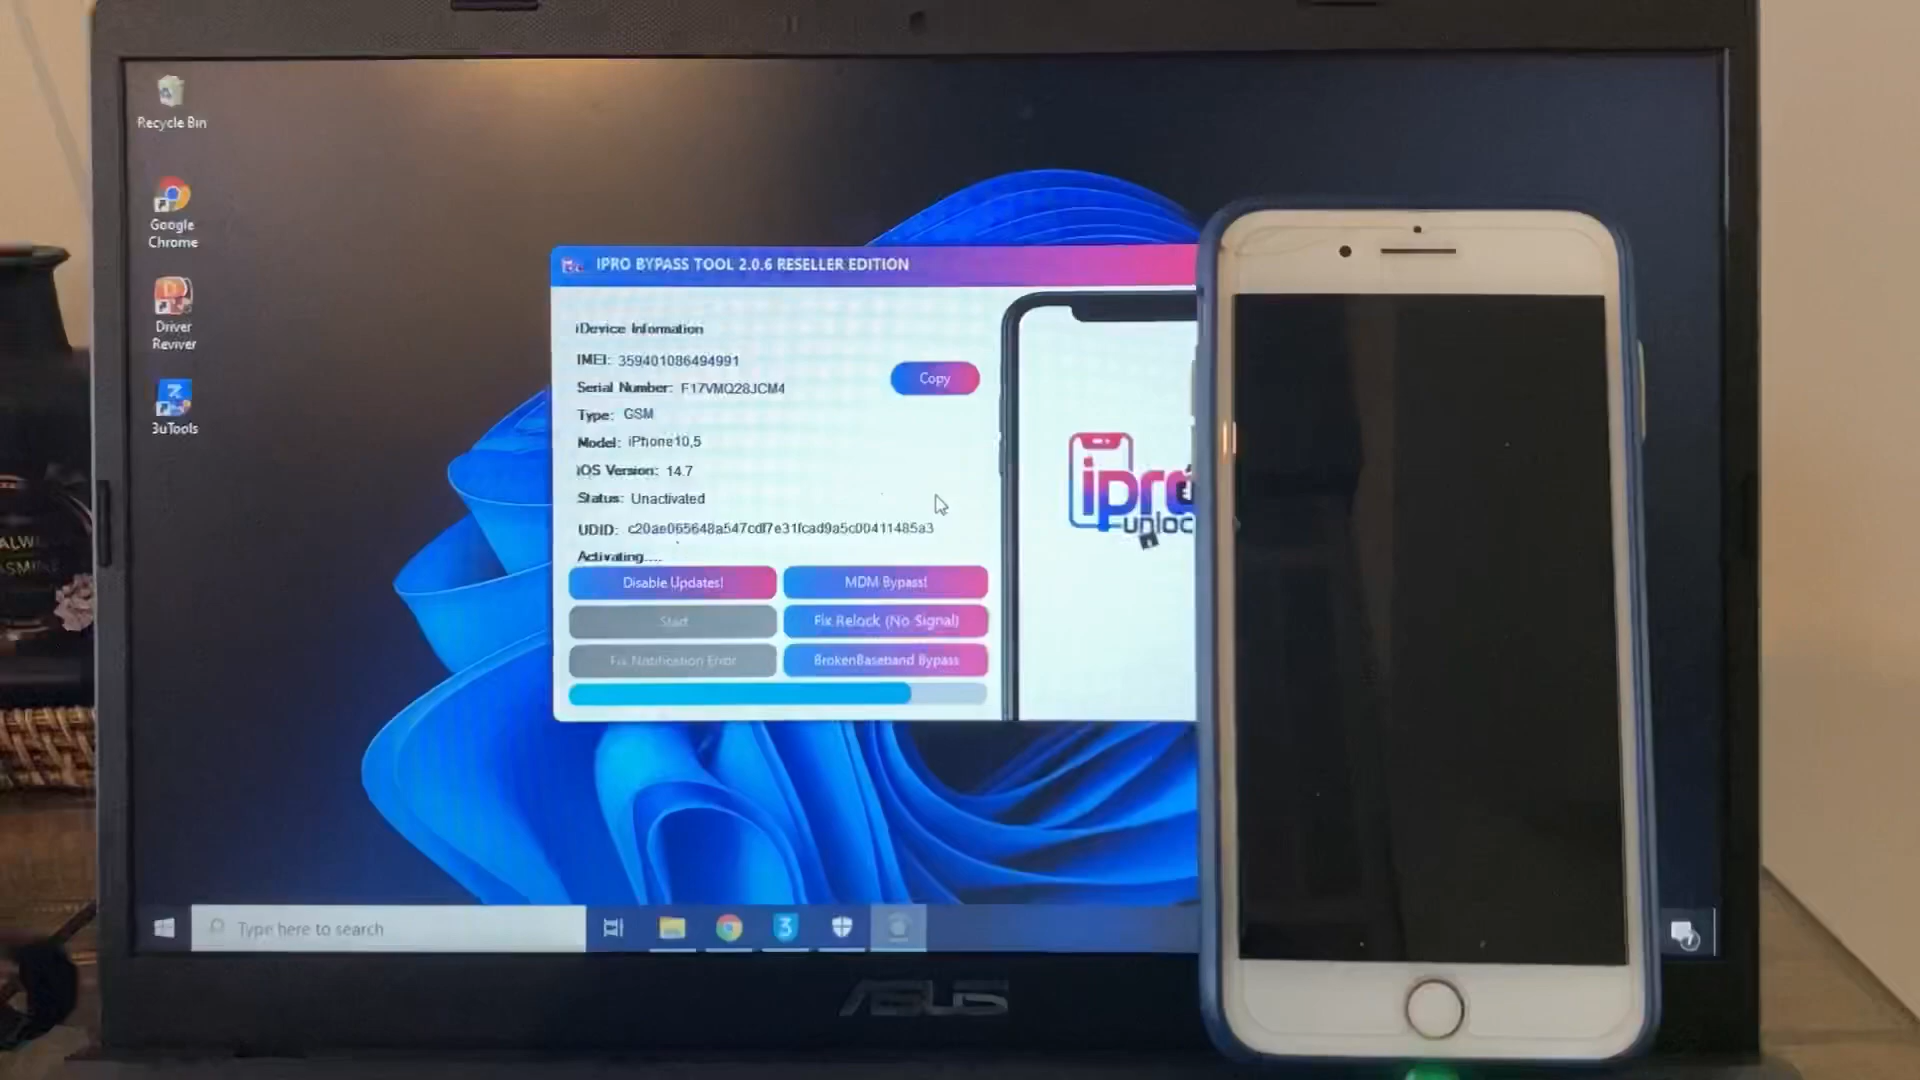 Recycle Bin
Google
Chrome
Driver
Reviver
3uTools
IPRO BYPASS TOOL 2.0.6 RESELLER EDITION
iDevice Information
IMEI: 359401086494991
Copy
Serial Number: F17VMQ28JCM4
Type: GSM
Model: iPhone10,5
iOS Version: 14.7
Status: Unactivated
UDID: c20ae065648a547cdf7e31fcad9a5c00411485a3
Activating....
Disable Updates!
MDM Bypass!
Start
Fix Relock (No Signal)
Fix Notification Error
BrokenBaseband Bypass
ipro
unloc
Type here to search
ASUS